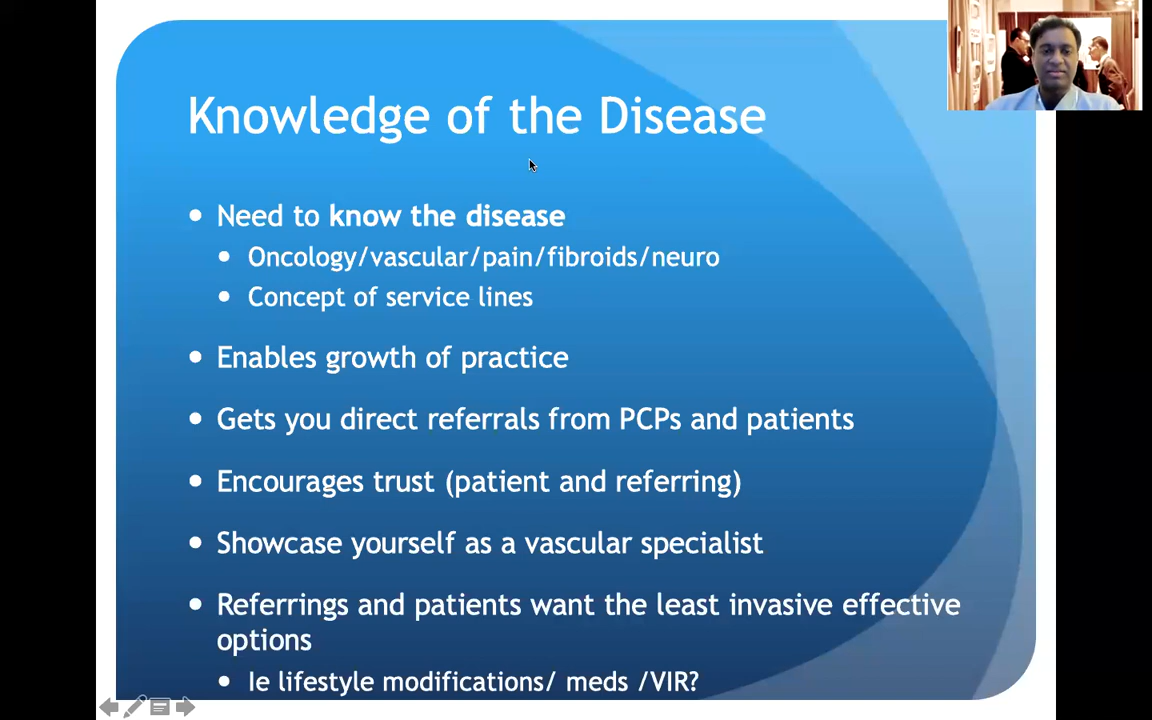 Knowledge of the Disease
Need to know the disease
Oncology/vascular/pain/fibroids/neuro
Concept of service lines
Enables growth of practice
Gets you direct referrals from PCPs and patients
Encourages trust (patient and referring)
Showcase yourself as a vascular specialist
Referrings and patients want the least invasive effective
options
Ie lifestyle modifications/ meds /VIR?